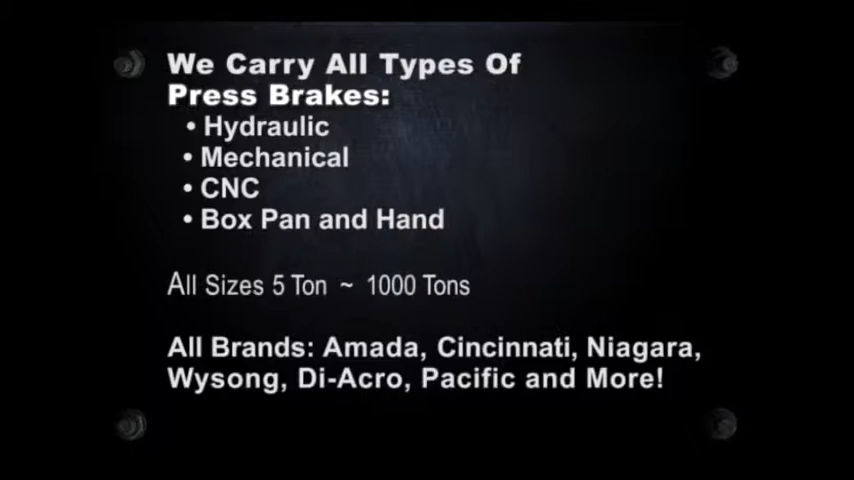 We Carry All Types Of
Press Brakes:
• Hydraulic
• Mechanical
• CNC
• Box Pan and Hand
All Sizes 5 Ton ~ 1000 Tons
All Brands: Amada, Cincinnati, Niagara,
Wysong, Di-Acro, Pacific and More!